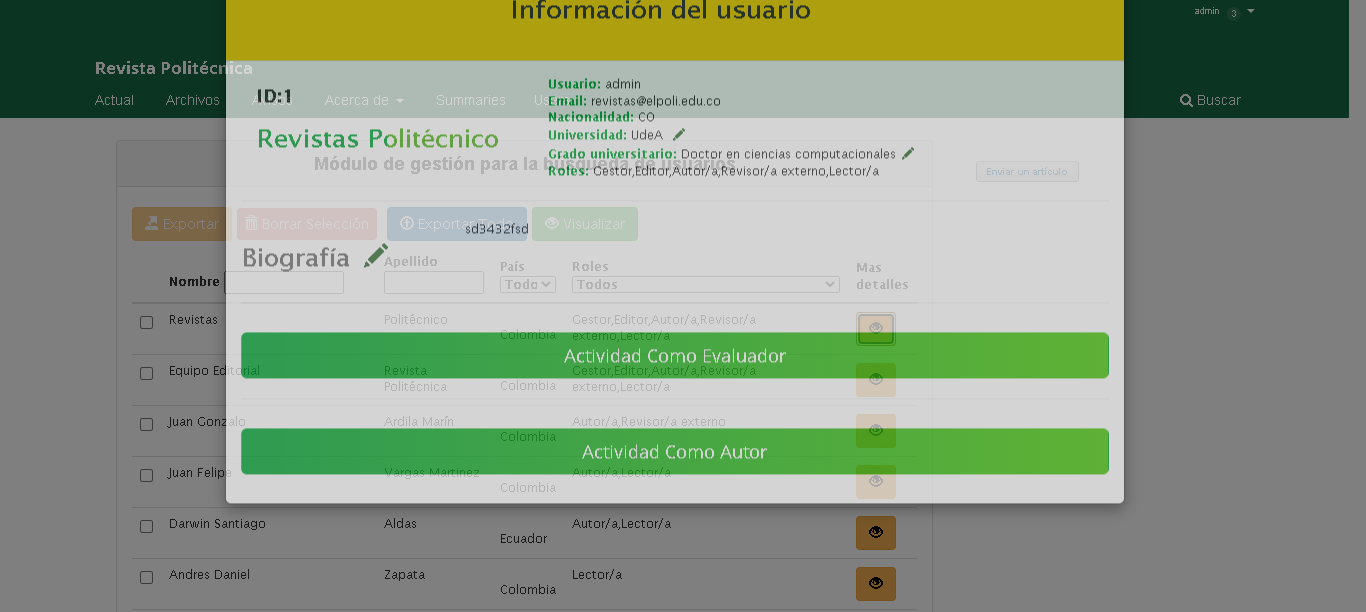 Información del usuario
admin 3
Revista Politécnica
Actual Archivos Acerca de Summaries
Buscar
ID:1
Revistas Politécnico
Usuario: admin
Email: revistas@elpoli.edu.co
Nacionalidad: CO
Universidad: UdeA
Grado universitario: Doctor en ciencias computacionales
Roles: Gestor,Editor,Autor/a,Revisor/a externo,Lector/a
Módulo de gestión para la búsqueda de usuarios
Enviar un artículo
Exportar Borrar Selección Exportar Todo Visualizar
sd3432fsd
Biografía
Nombre Apellido País Roles Mas detalles
Todo Todos
Revistas Politécnico Colombia Gestor,Editor,Autor/a,Revisor/a
externo,Lector/a
Actividad Como Evaluador
Equipo Editorial Revista Politécnica Colombia Gestor,Editor,Autor/a,Revisor/a
externo,Lector/a
Juan Gonzalo Ardila Marín Colombia Autor/a,Revisor/a externo
Actividad Como Autor
Juan Felipe Vargas Martinez Colombia Autor/a,Lector/a
Darwin Santiago Aldas Ecuador Autor/a,Lector/a
Andres Daniel Zapata Colombia Lector/a